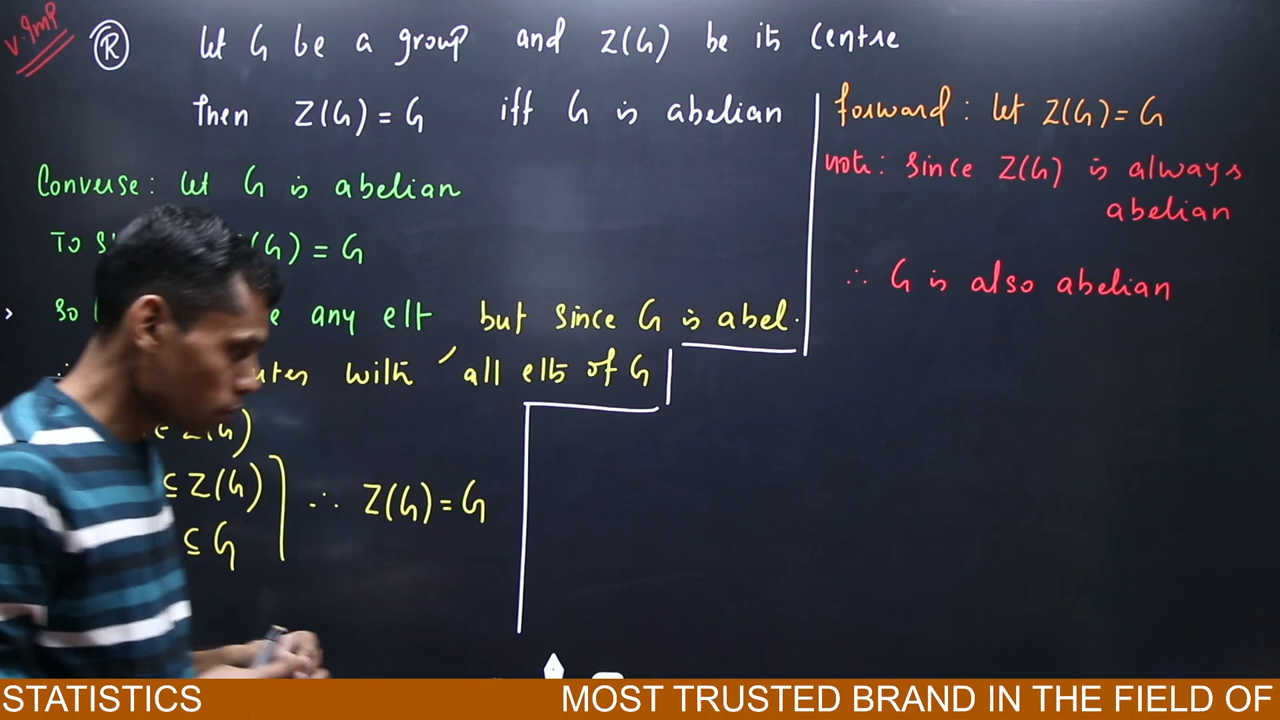 V. Imp
R Let G be a group and Z(G) be its centre
Then Z(G) = G iff G is abelian
Converse: Let G is abelian
To S (G) = G
So any elt but since G is abel.
∴ with all elts of G
∈ Z(G)
⊆ Z(G)
⊆ G
∴ Z(G) = G
forward: Let Z(G) = G
note: Since Z(G) is always
abelian
∴ G is also abelian
STATISTICS MOST TRUSTED BRAND IN THE FIELD OF